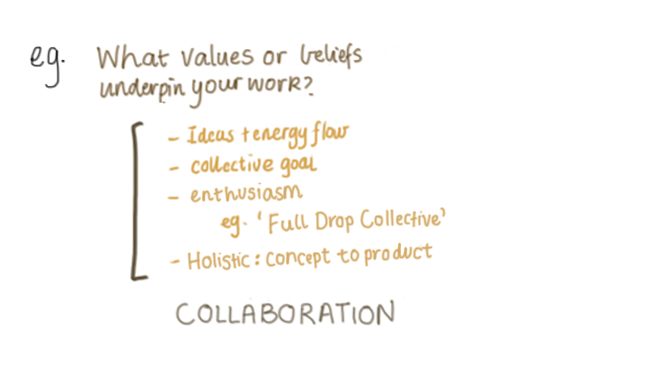 eg. What values or beliefs
underpin your work?
- Ideas + energy flow
- collective goal
- enthusiasm
eg. 'Full Drop Collective'
- Holistic: concept to product
COLLABORATION